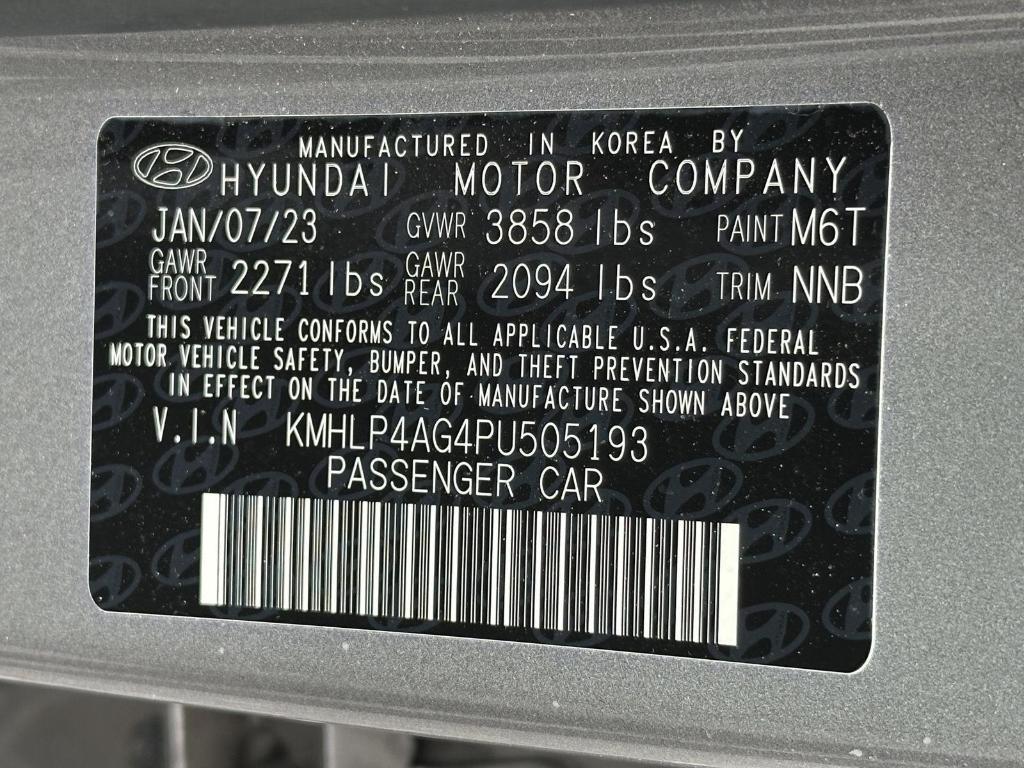 MANUFACTURED IN KOREA BY
HYUNDAI MOTOR COMPANY
JAN/07/23 GVWR 3858 lbs PAINT M6T
GAWR FRONT 2271 lbs GAWR REAR 2094 lbs TRIM NNB
THIS VEHICLE CONFORMS TO ALL APPLICABLE U.S.A. FEDERAL
MOTOR VEHICLE SAFETY, BUMPER, AND THEFT PREVENTION STANDARDS
IN EFFECT ON THE DATE OF MANUFACTURE SHOWN ABOVE
V.I.N KMHLP4AG4PU505193
PASSENGER CAR